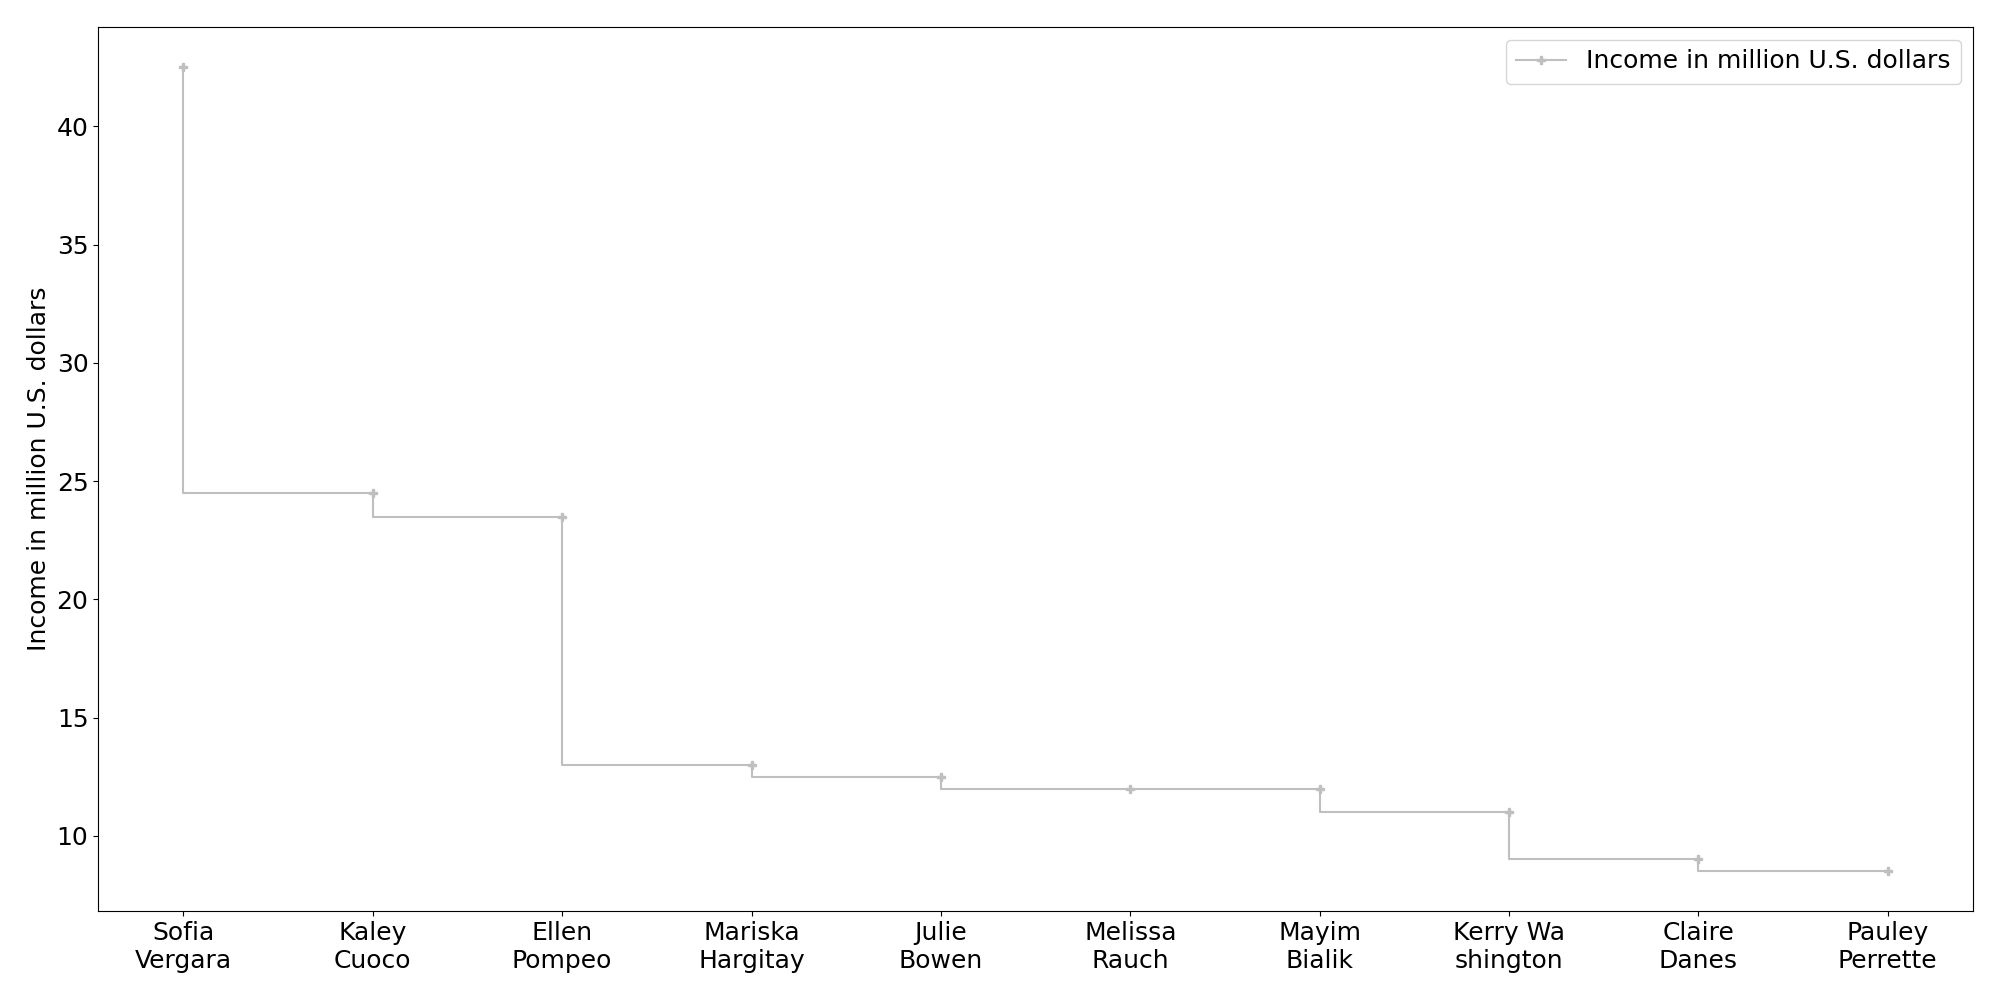 Income in million U.S. dollars
Income in million U.S. dollars
40
35
30
25
20
15
10
Sofia
Vergara
Kaley
Cuoco
Ellen
Pompeo
Mariska
Hargitay
Julie
Bowen
Melissa
Rauch
Mayim
Bialik
Kerry Wa
shington
Claire
Danes
Pauley
Perrette